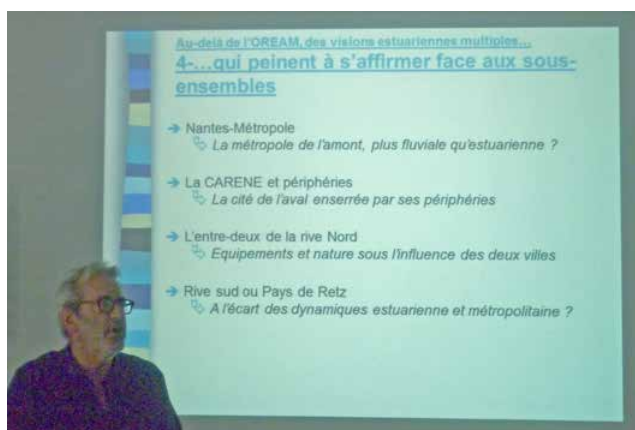 Au-delà de l'OREAM, des visions estuariennes multiples…
4-…qui peinent à s'affirmer face aux sous-
ensembles
➔ Nantes-Métropole
La métropole de l'amont, plus fluviale qu'estuarienne ?
➔ La CARENE et périphéries
La cité de l'aval enserrée par ses périphéries
➔ L'entre-deux de la rive Nord
Equipements et nature sous l'influence des deux villes
➔ Rive sud ou Pays de Retz
A l'écart des dynamiques estuarienne et métropolitaine ?